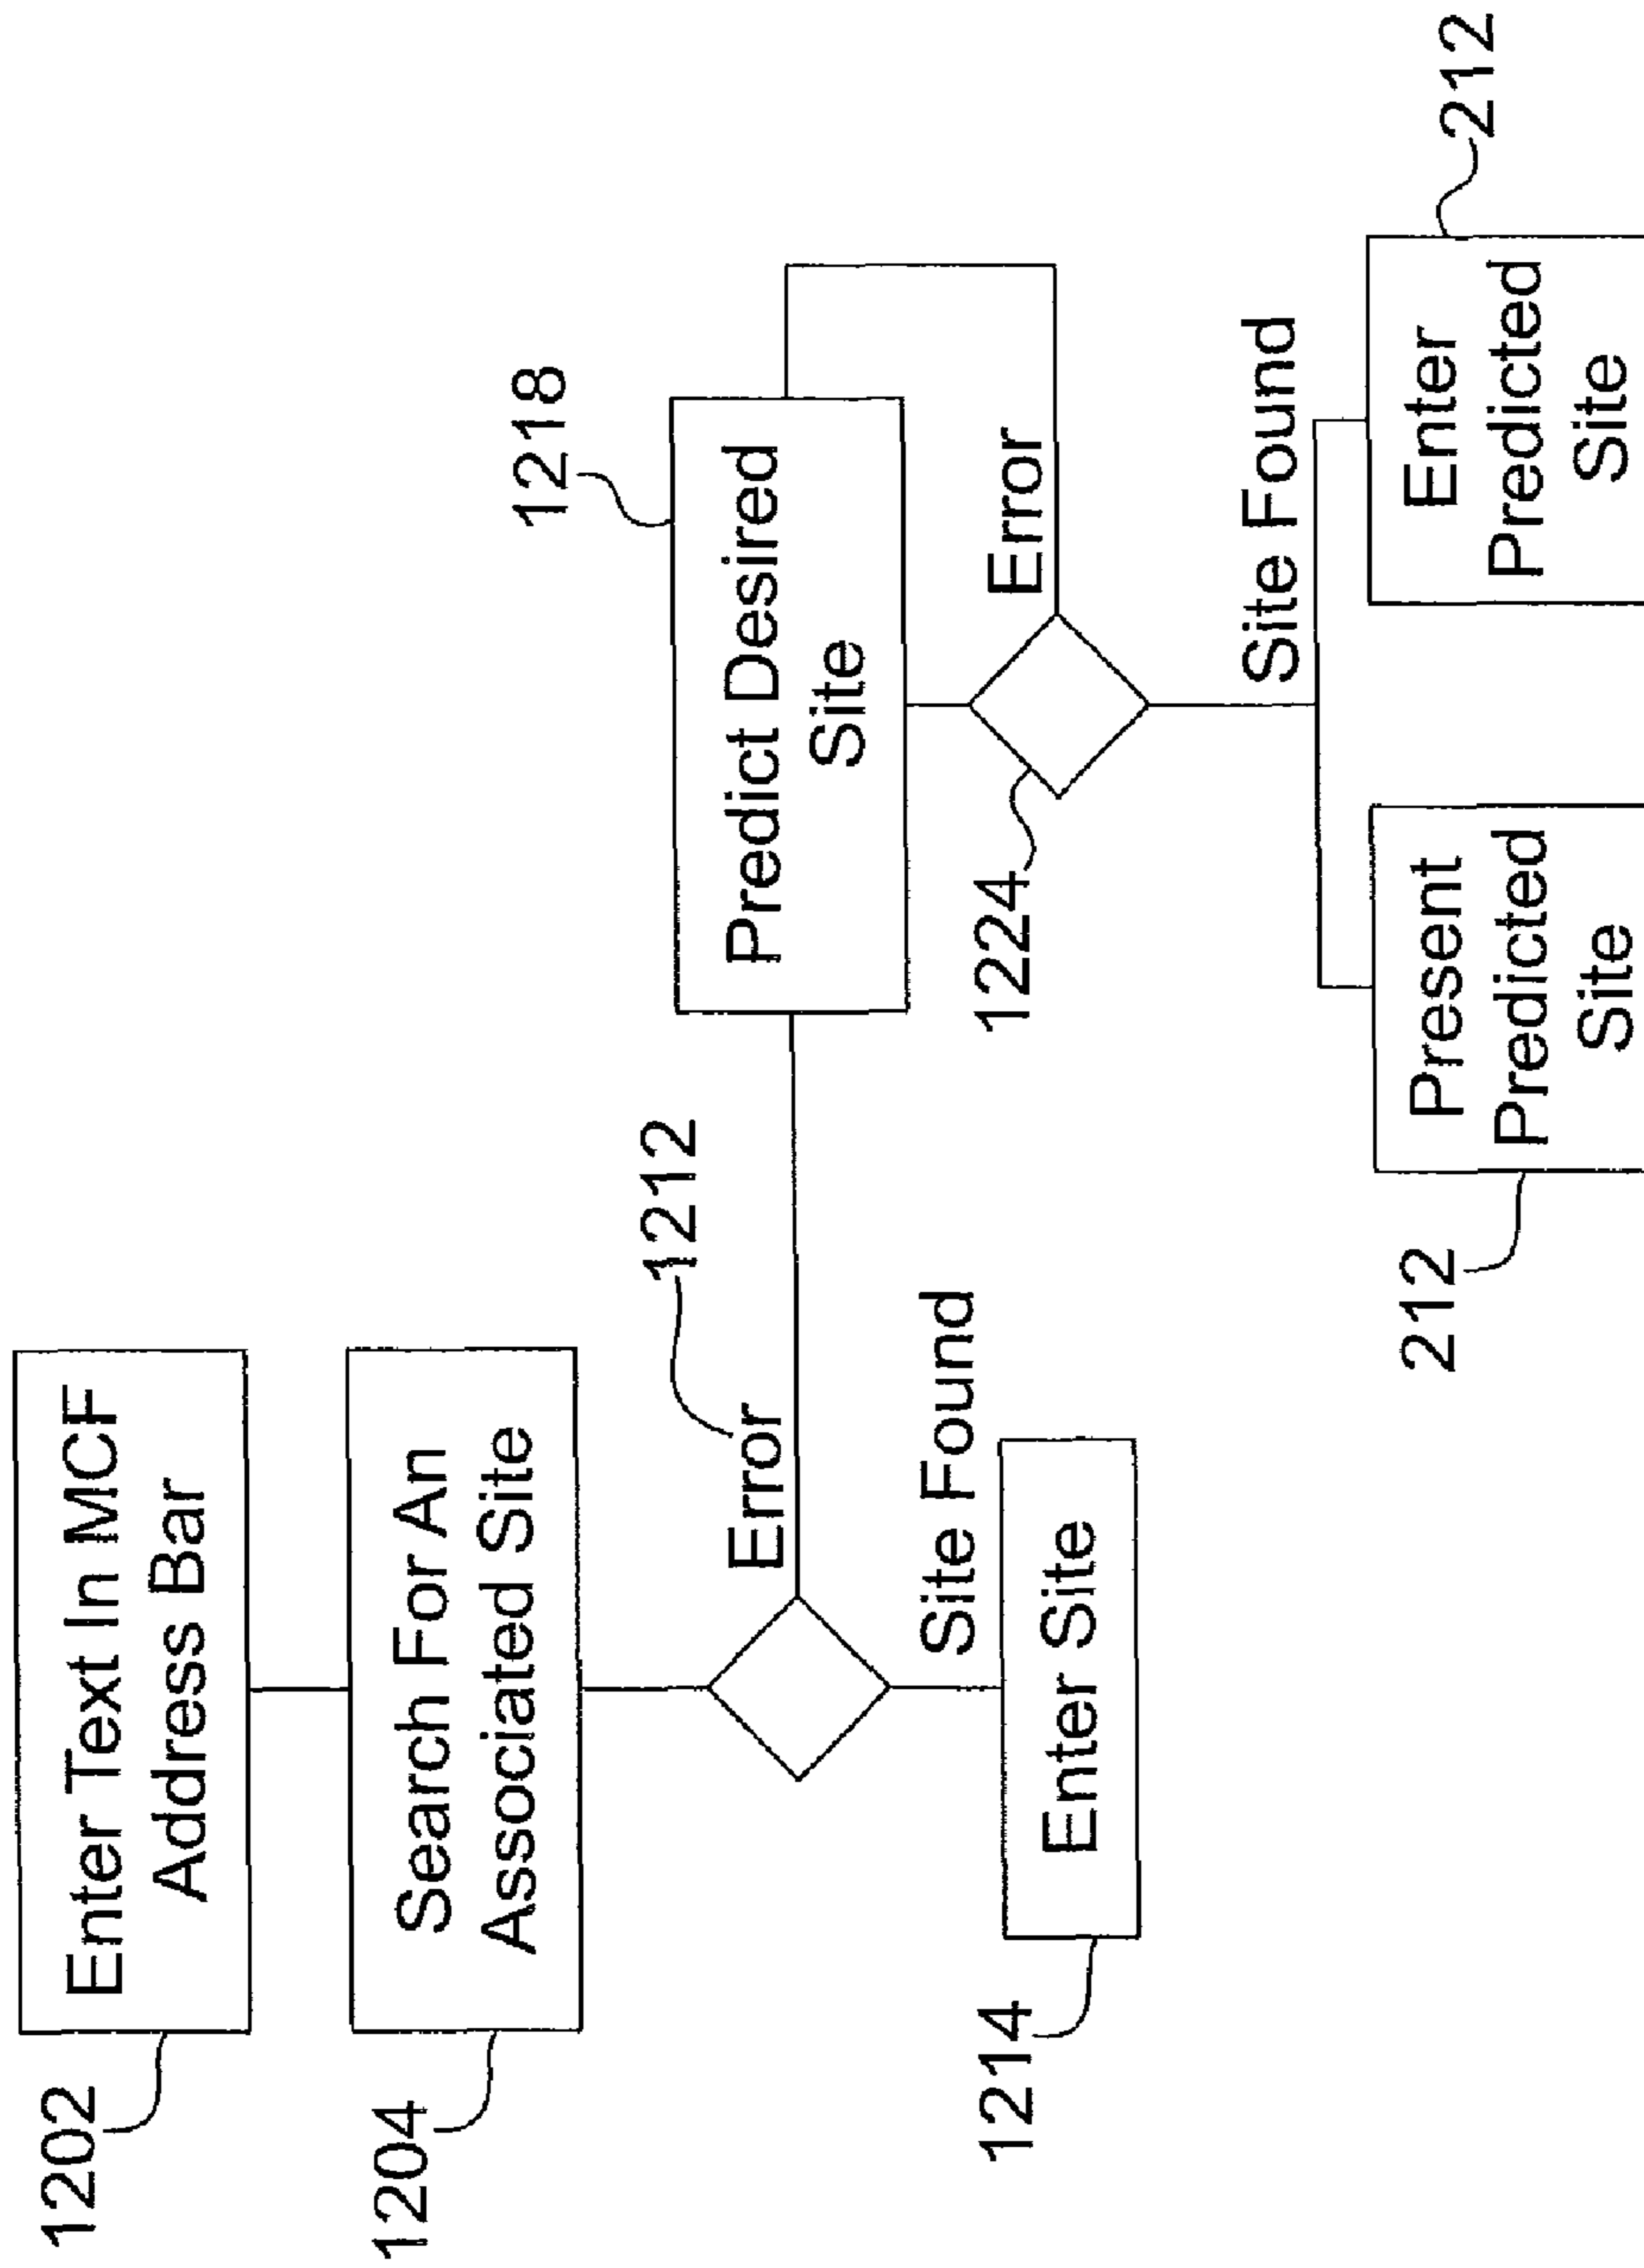 1202
Enter Text In MCF
Address Bar
1204
Search For An
Associated Site
Error
1212
1218
Predict Desired
Site
Site Found
1214
Enter Site
1224
Error
Site Found
212
Present
Predicted
Site
Enter
Predicted
Site
212